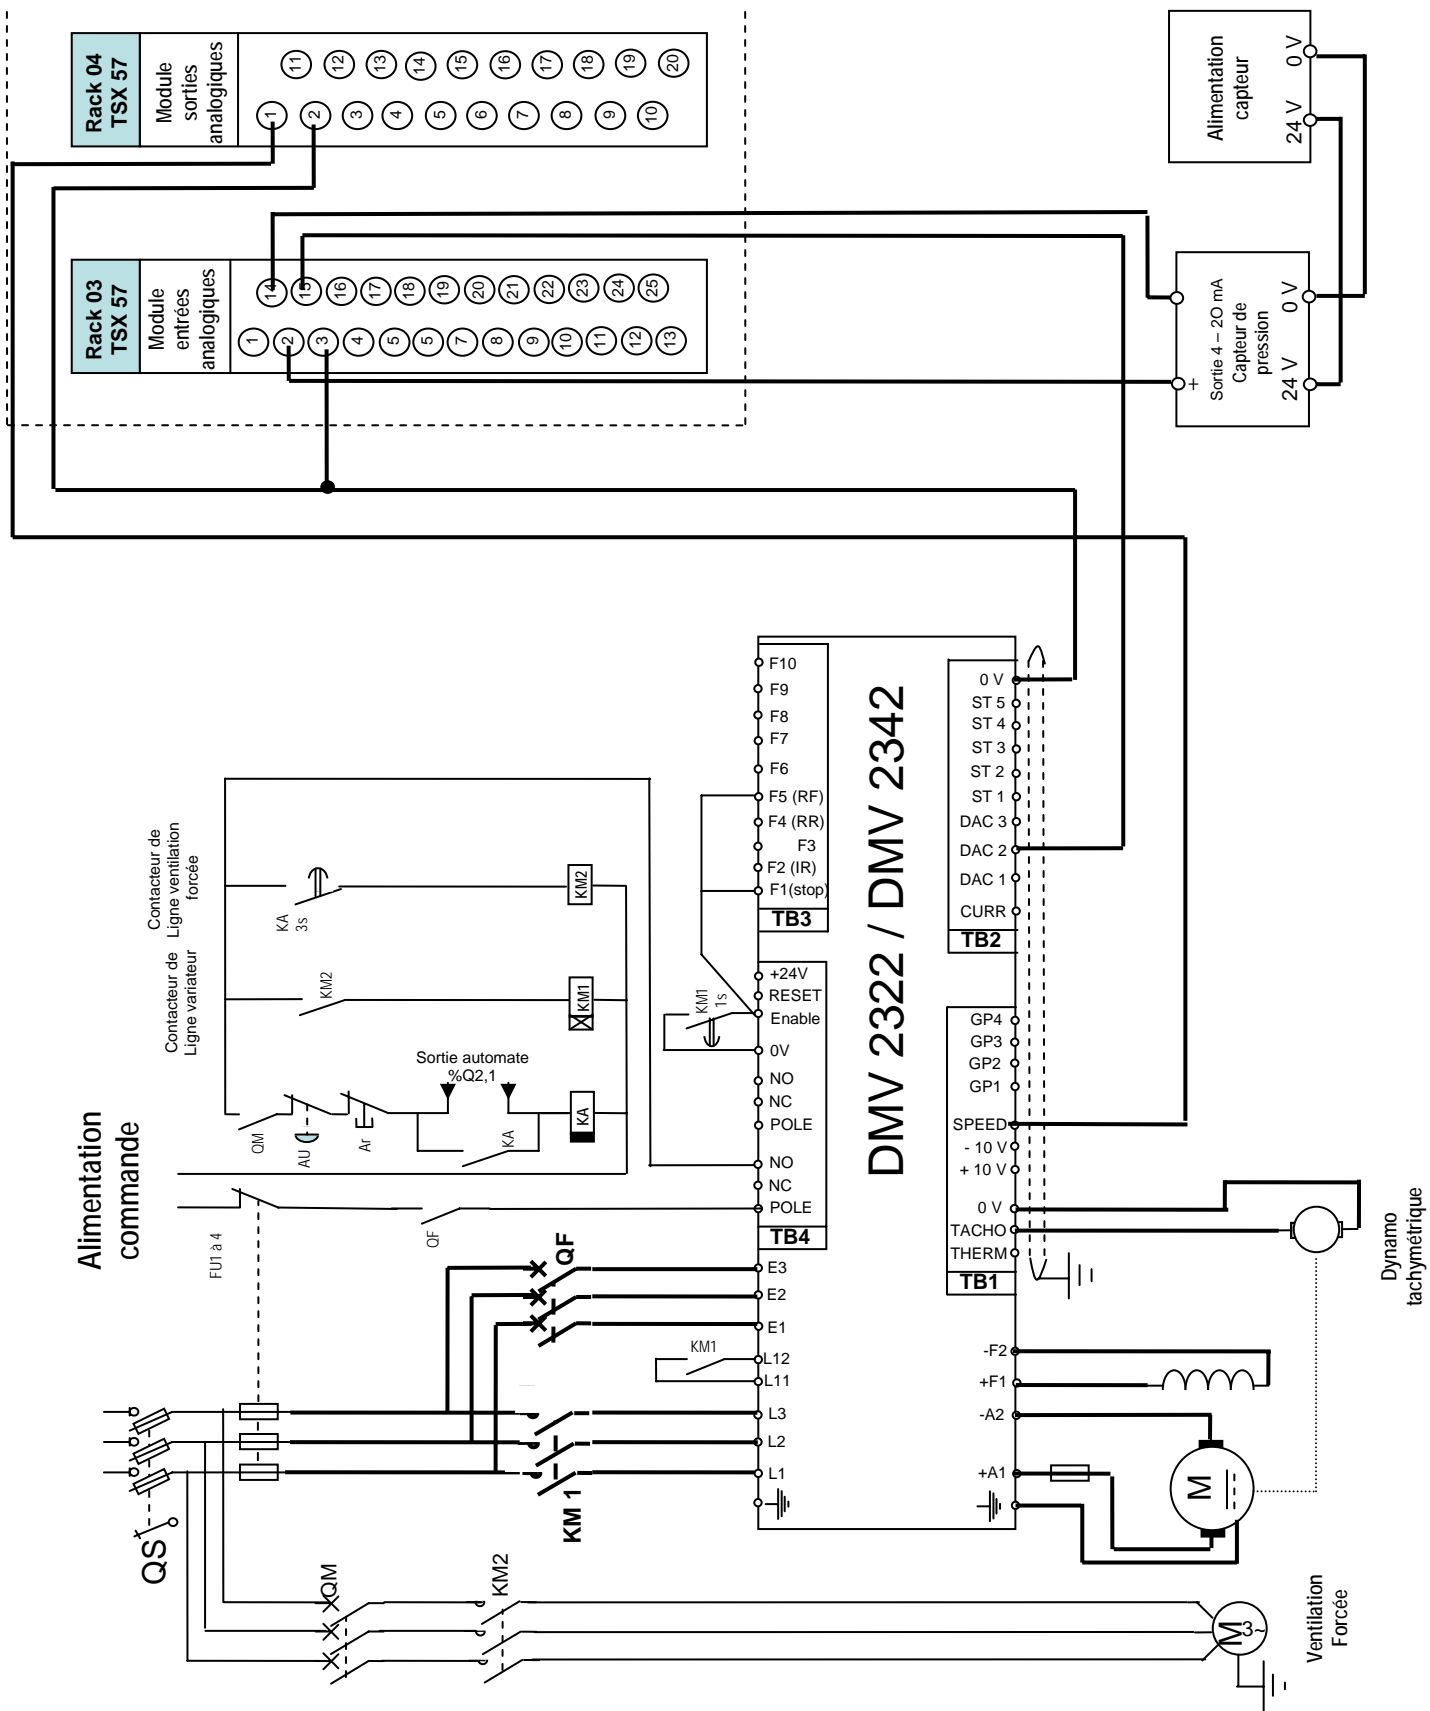 Rack 04
TSX 57
Module
sorties
analogiques
11
12
13
14
15
16
17
18
19
20
1
2
3
4
5
6
7
8
9
10
Alimentation
capteur
0 V
24 V
Rack 03
TSX 57
Module
entrées
analogiques
14
15
16
17
18
19
20
21
22
23
24
25
1
2
3
4
5
5
7
8
9
10
11
12
13
+
Sortie 4 – 2O mA
Capteur de
pression
0 V
24 V
F10
F9
F8
F7
F6
F5 (RF)
F4 (RR)
F3
F2 (IR)
F1(stop)
TB3
DMV 2322 / DMV 2342
0 V
ST 5
ST 4
ST 3
ST 2
ST 1
DAC 3
DAC 2
DAC 1
CURR
TB2
Contacteur de
Ligne ventilation
forcée
KA
3s
KM2
Contacteur de
Ligne variateur
KM2
KM1
KM1
1s
+24V
RESET
Enable
0V
NO
NC
POLE
NO
NC
POLE
TB4
GP4
GP3
GP2
GP1
SPEED
- 10 V
+ 10 V
0 V
TACHO
THERM
TB1
Sortie automate
%Q2,1
Alimentation
commande
QM
AU
Ar
KA
KA
FU1 à 4
QF
QF
Dynamo
tachymétrique
E3
E2
E1
KM1
L12
L11
L3
L2
L1
-F2
+F1
-A2
+A1
M
QS
KM 1
QM
KM2
M
3~
Ventilation
Forcée